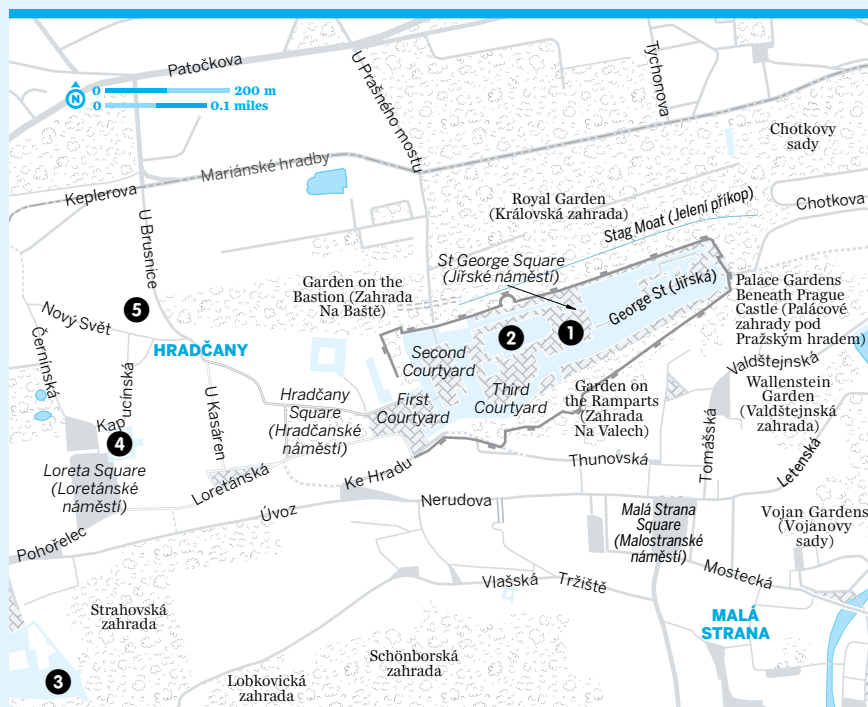 Patočkova
U Prašného mostu
Tychonova
N
0 200 m
0 0.1 miles
Chotkovy
sady
Mariánské hradby
Keplerova
Royal Garden
(Královská zahrada)
Chotkova
Stag Moat (Jelení příkop)
U Brusnice
St George Square
(Jiřské náměstí)
Garden on the
Bastion (Zahrada
Na Baště)
George St (Jiřská)
Palace Gardens
Beneath Prague
Castle (Palácové
zahrady pod
Pražským hradem)
5
Nový Svět
2
1
Černínská
HRADČANY
Second
Courtyard
Valdštejnská
Kapucínská
U Kasáren
Hradčany
Square
(Hradčanské
náměstí)
First
Courtyard
Third
Courtyard
Garden on
the Ramparts
(Zahrada
Na Valech)
Wallenstein
Garden
(Valdštejnská
zahrada)
4
Tomášská
Letenská
Loreta Square
(Loretánské
náměstí)
Loretánská
Ke Hradu
Thunovská
Nerudova
Úvoz
Malá Strana
Square
(Malostranské
náměstí)
Vojan Gardens
(Vojanovy
sady)
Pohořelec
Mostecká
Vlašská
Tržiště
Strahovská
zahrada
MALÁ
STRANA
Schönborská
zahrada
3
Lobkovická
zahrada